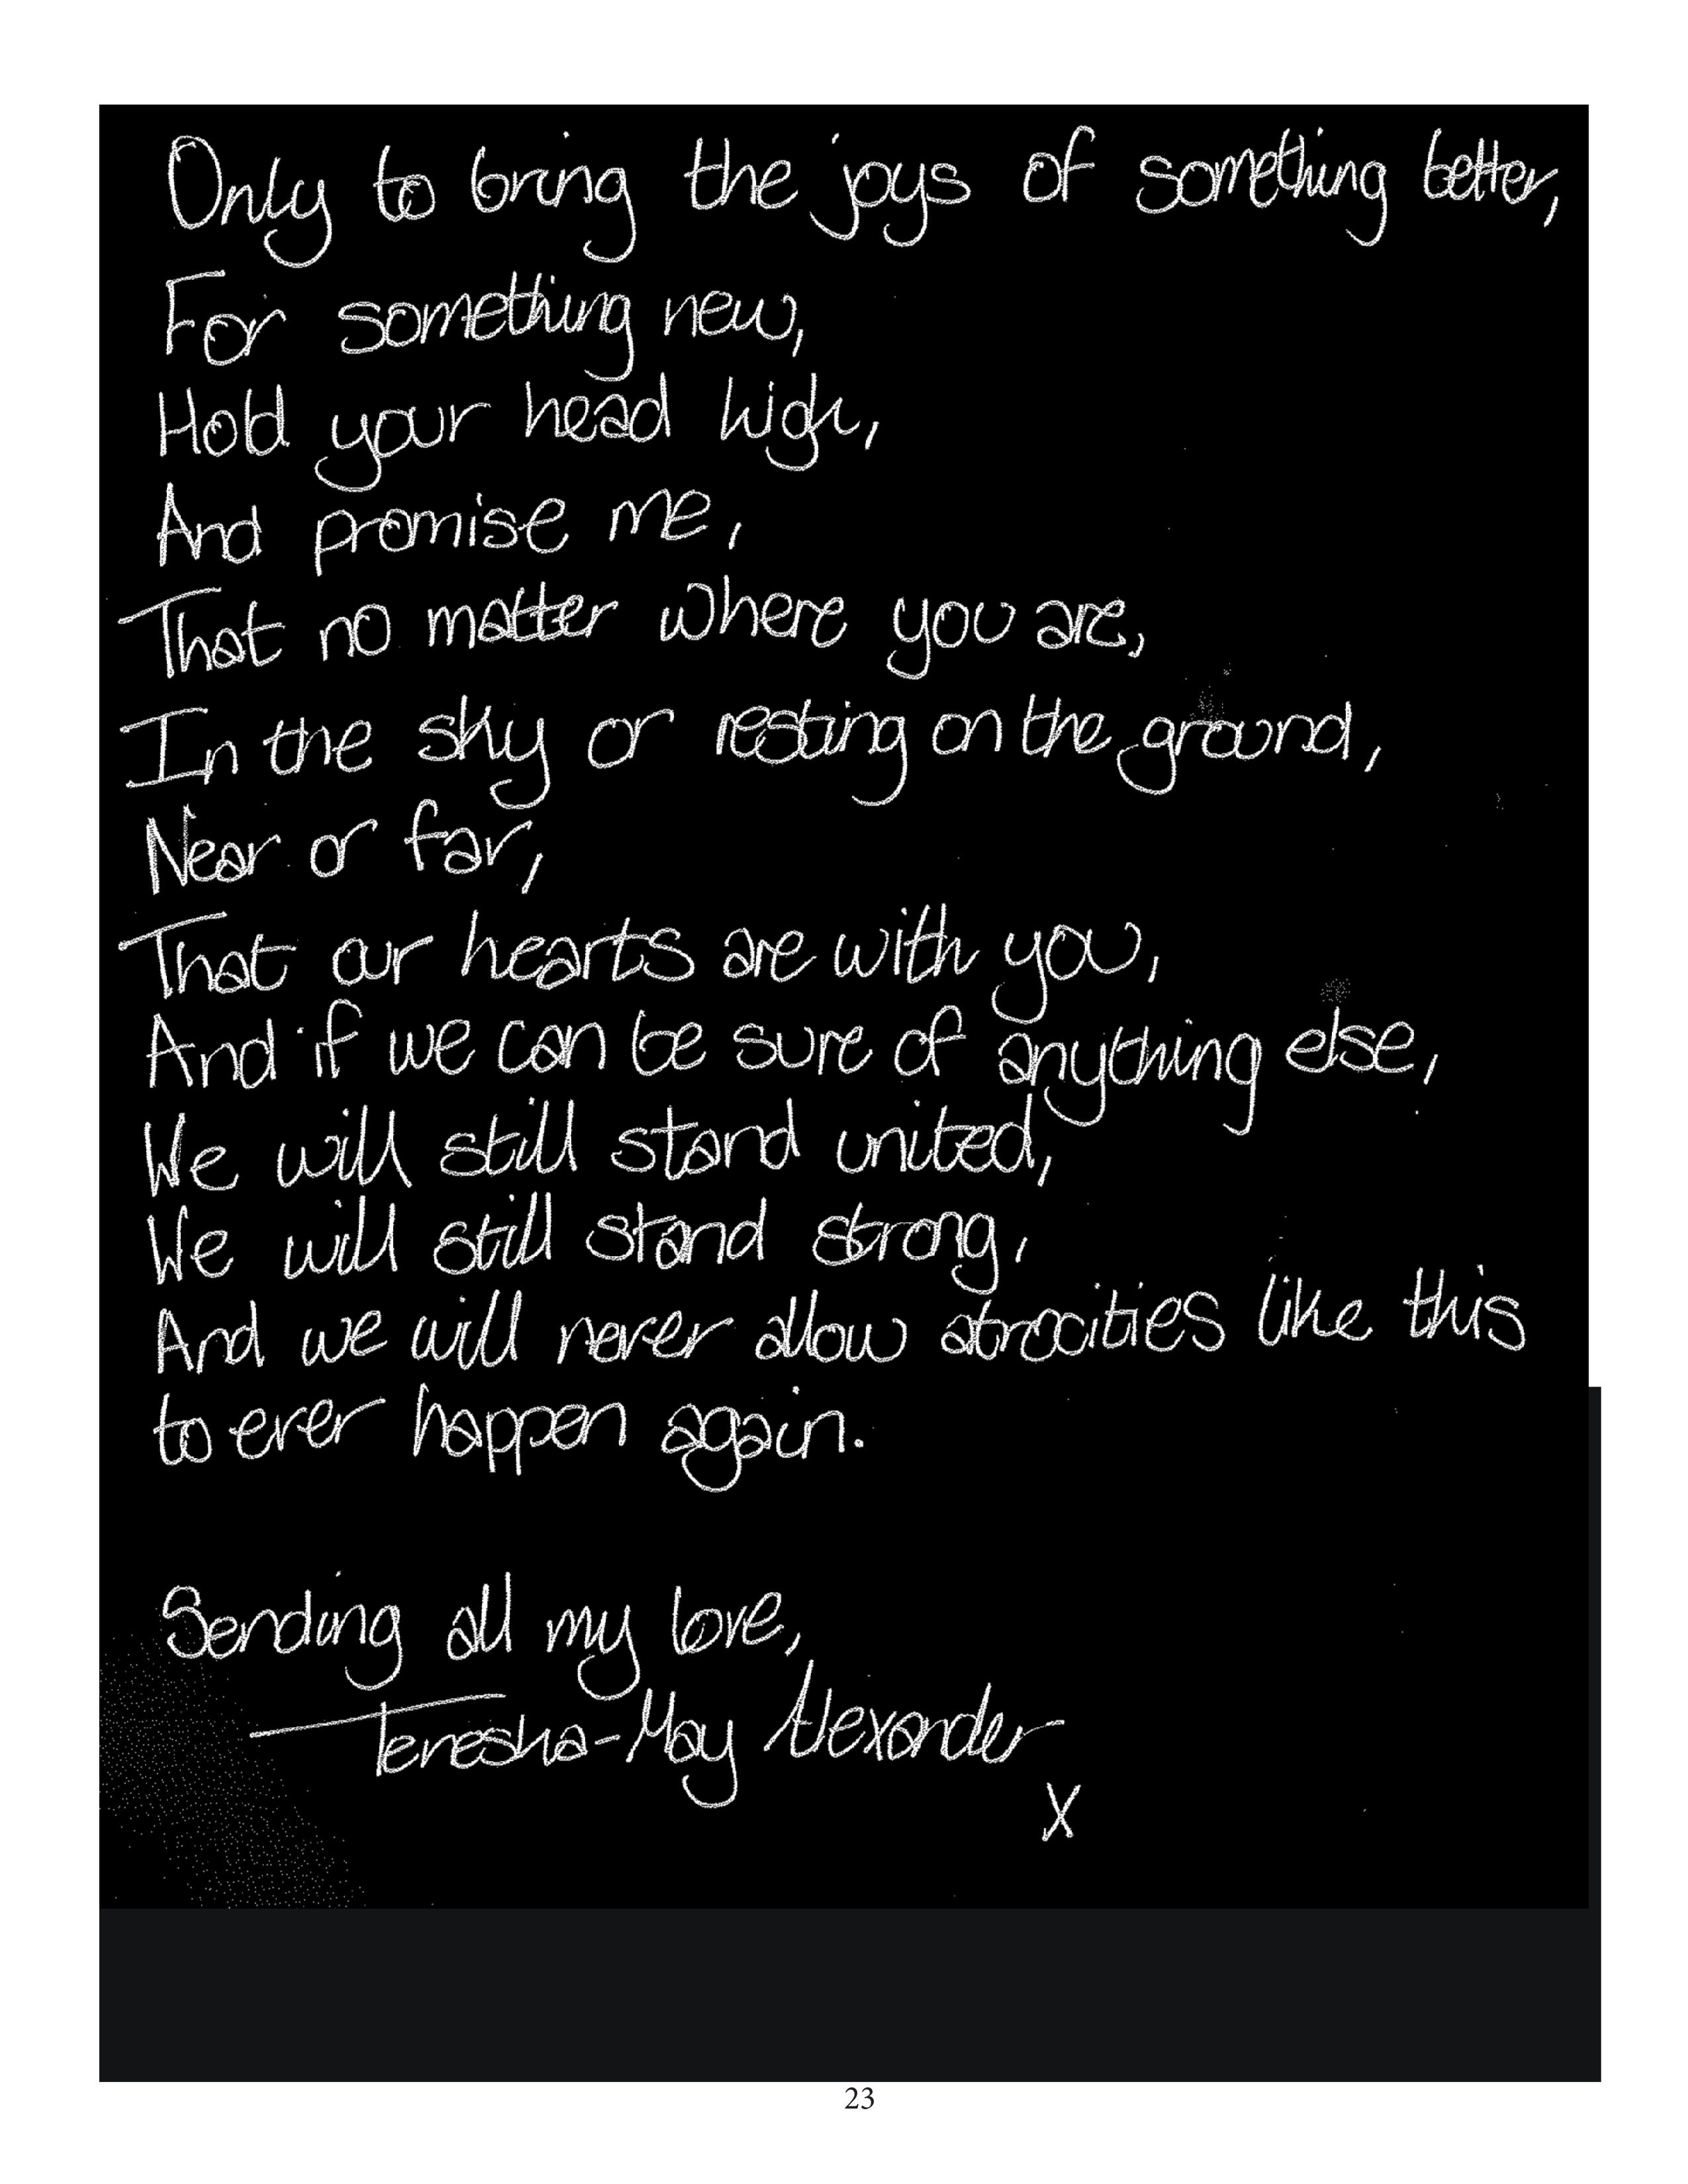 Only to bring the joys of something better,
For something new,
Hold your head high,
And promise me,
That no matter where you are,
In the sky or resting on the ground,
Near or far,
That our hearts are with you,
And if we can be sure of anything else,
We will still stand united,
We will still stand strong,
And we will never allow atrocities like this
to ever happen again.
Sending all my love,
Teresha-May Alexander
X
23